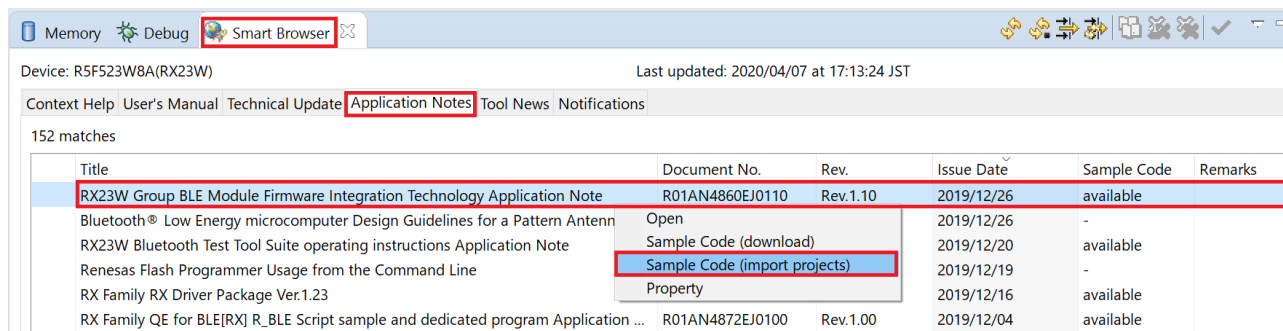 Memory Debug Smart Browser
Device: R5F523W8A(RX23W) Last updated: 2020/04/07 at 17:13:24 JST
Context Help User's Manual Technical Update Application Notes Tool News Notifications
152 matches
Title Document No. Rev. Issue Date Sample Code Remarks
RX23W Group BLE Module Firmware Integration Technology Application Note R01AN4860EJ0110 Rev.1.10 2019/12/26 available
Bluetooth® Low Energy microcomputer Design Guidelines for a Pattern Antenn Open 2019/12/26 -
RX23W Bluetooth Test Tool Suite operating instructions Application Note Sample Code (download) 2019/12/20 available
Renesas Flash Programmer Usage from the Command Line Sample Code (import projects) 2019/12/19 -
RX Family RX Driver Package Ver.1.23 Property 2019/12/16 available
RX Family QE for BLE[RX] R_BLE Script sample and dedicated program Application ... R01AN4872EJ0100 Rev.1.00 2019/12/04 available